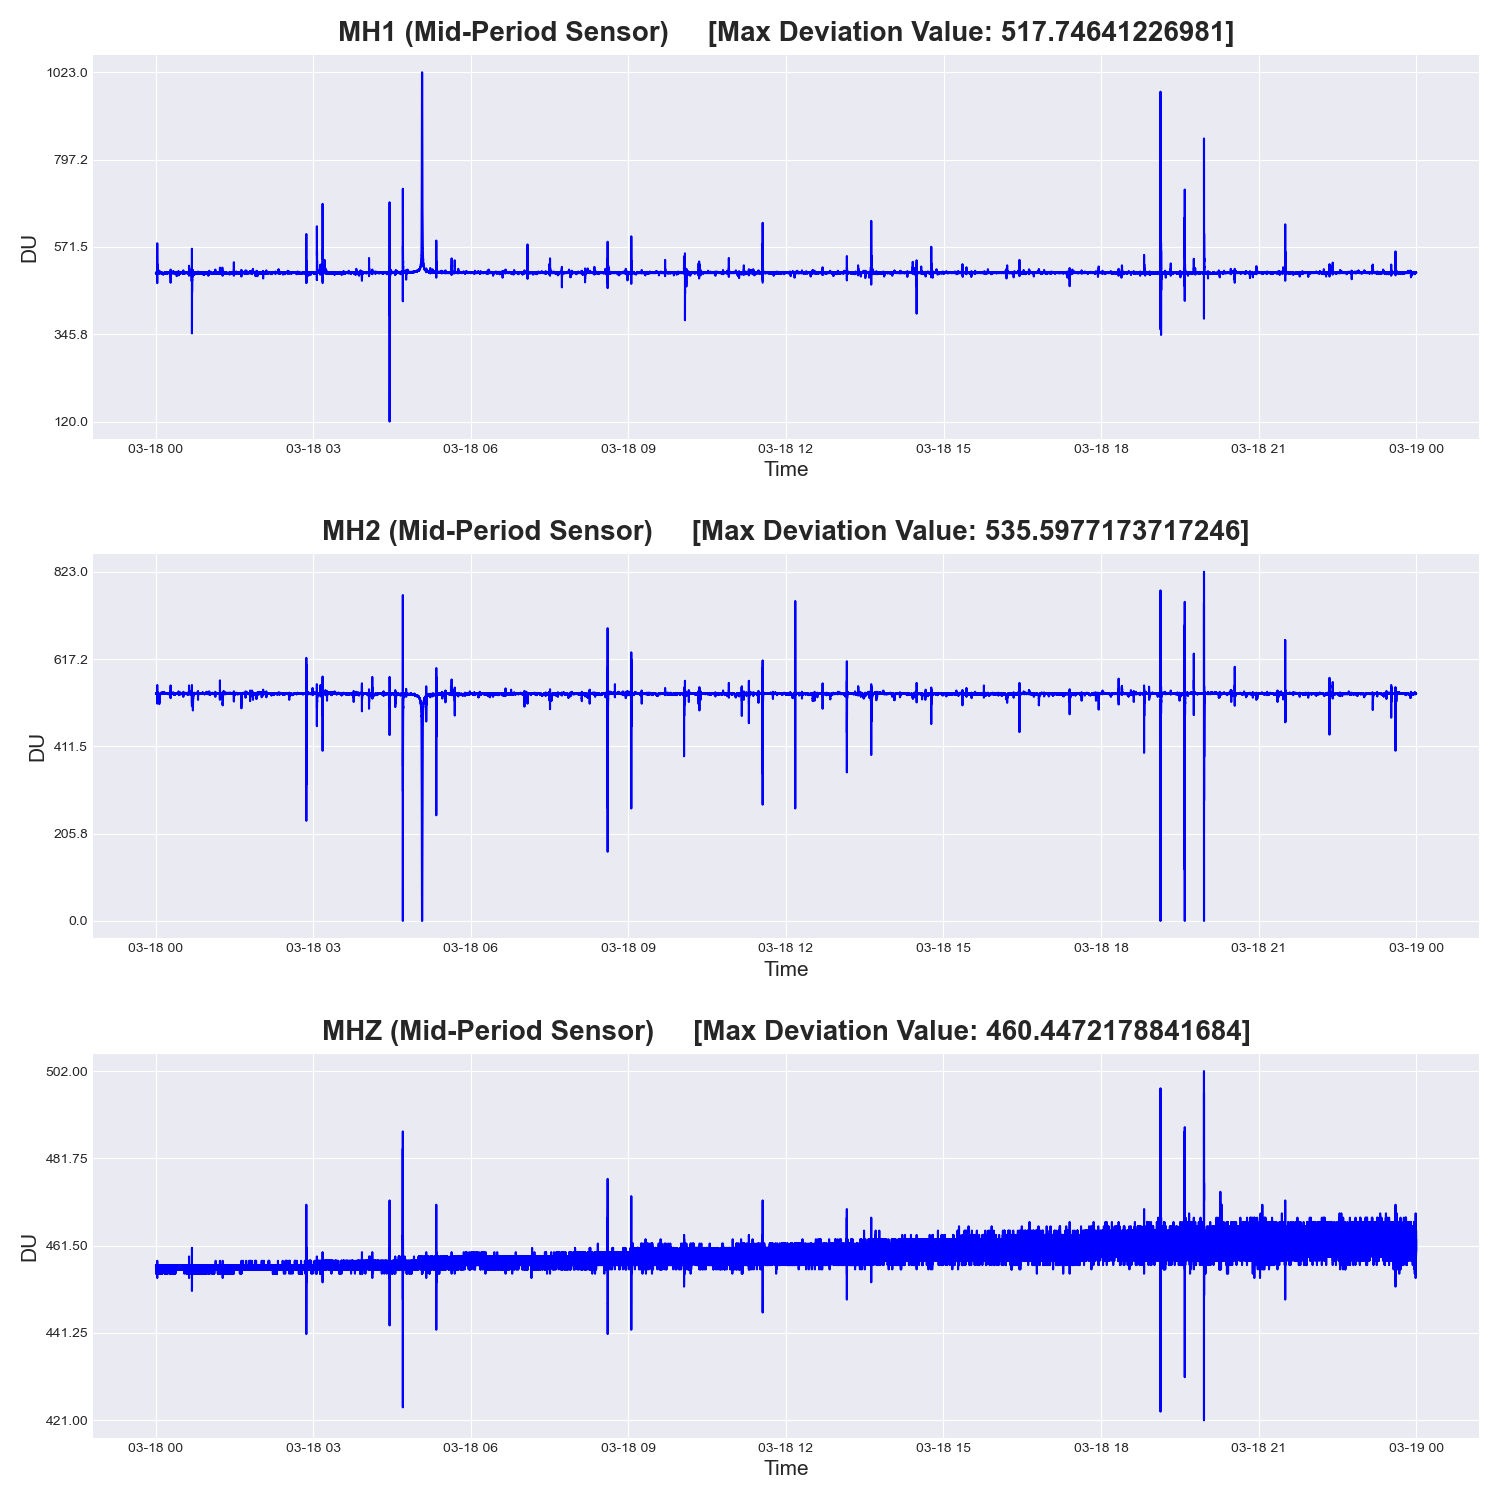 MH1 (Mid-Period Sensor) [Max Deviation Value: 517.74641226981]
1023.0
797.2
571.5
345.8
120.0
DU
03-18 00 03-18 03 03-18 06 03-18 09 03-18 12 03-18 15 03-18 18 03-18 21 03-19 00
Time
MH2 (Mid-Period Sensor) [Max Deviation Value: 535.5977173717246]
823.0
617.2
411.5
205.8
0.0
DU
03-18 00 03-18 03 03-18 06 03-18 09 03-18 12 03-18 15 03-18 18 03-18 21 03-19 00
Time
MHZ (Mid-Period Sensor) [Max Deviation Value: 460.4472178841684]
502.00
481.75
461.50
441.25
421.00
DU
03-18 00 03-18 03 03-18 06 03-18 09 03-18 12 03-18 15 03-18 18 03-18 21 03-19 00
Time